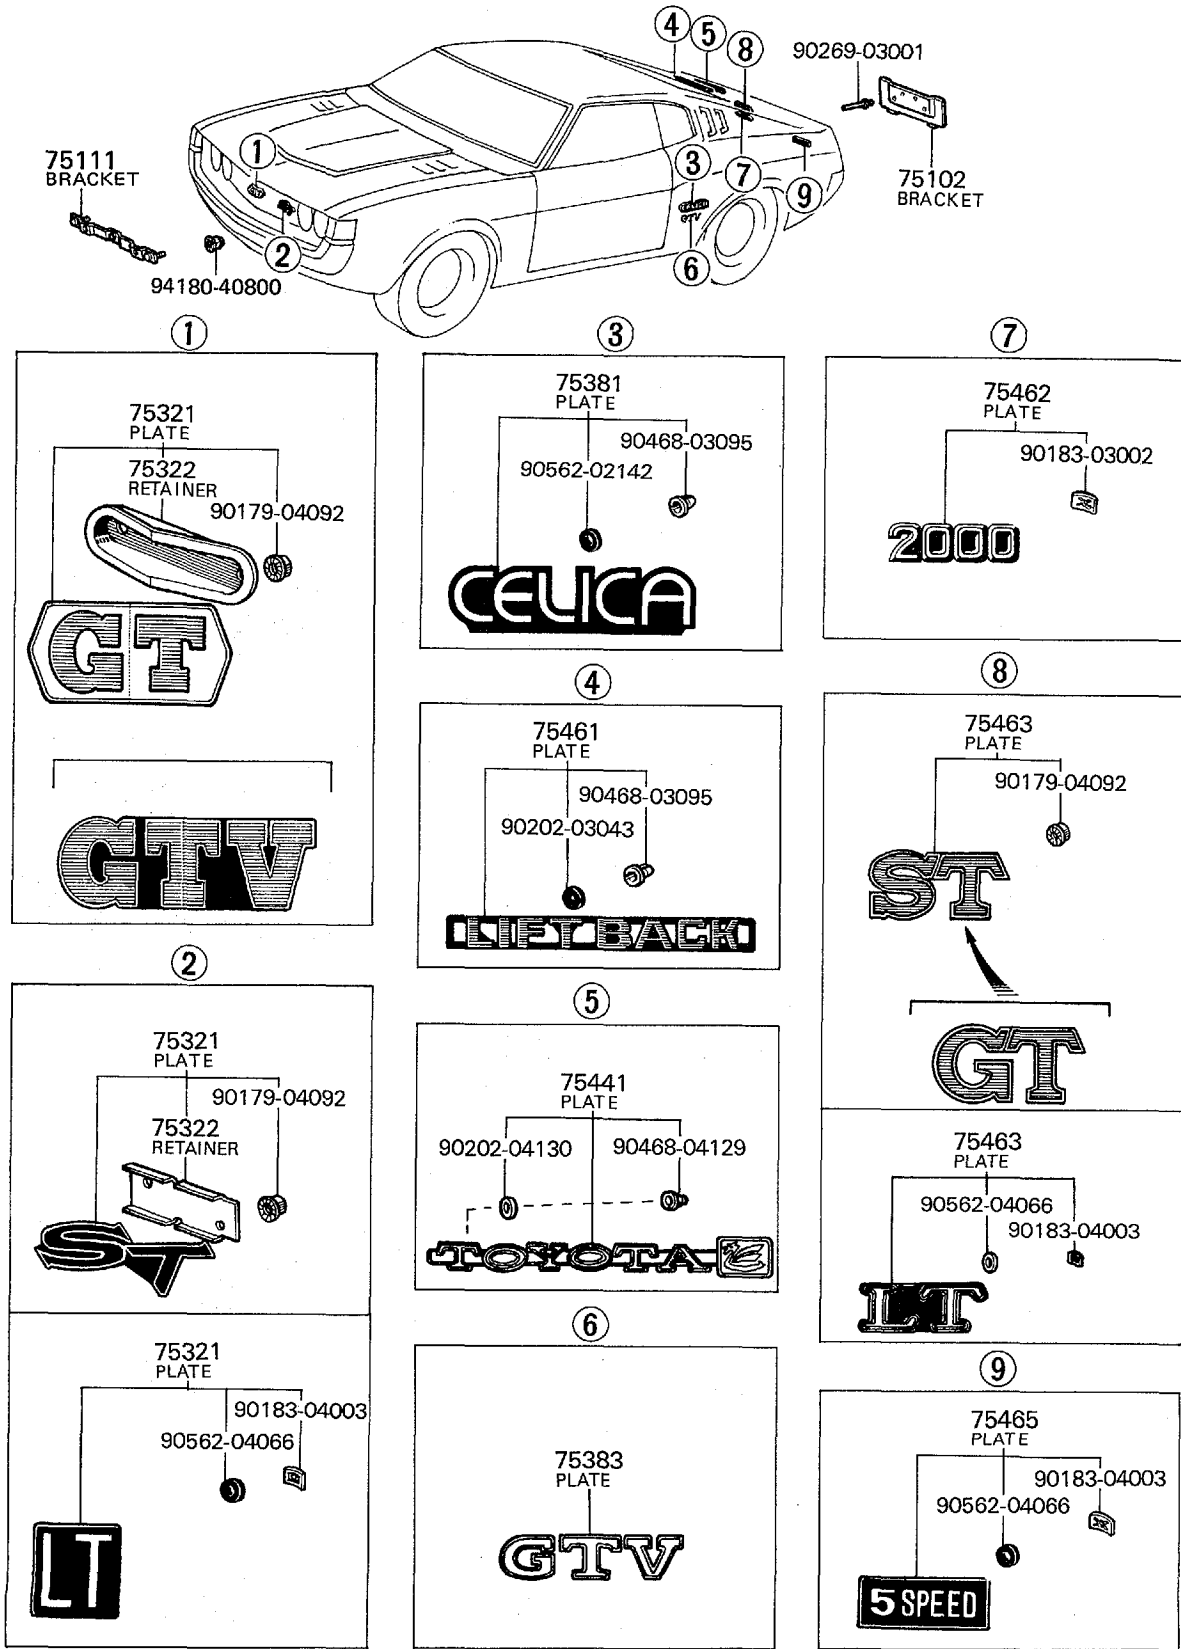 4 5 8
90269-03001
75111
BRACKET
1
3
7
9
75102
BRACKET
CELICA
GTV
2
6
94180-40800
1
75321
PLATE
75322
RETAINER
90179-04092
GT
GTV
2
75321
PLATE
90179-04092
75322
RETAINER
ST
75321
PLATE
90183-04003
90562-04066
LT
3
75381
PLATE
90468-03095
90562-02142
CELICA
4
75461
PLATE
90468-03095
90202-03043
LIFTBACK
5
75441
PLATE
90202-04130
90468-04129
TOYOTA
6
75383
PLATE
GTV
7
75462
PLATE
90183-03002
2000
8
75463
PLATE
90179-04092
ST
GT
75463
PLATE
90562-04066
90183-04003
LT
9
75465
PLATE
90183-04003
90562-04066
5 SPEED